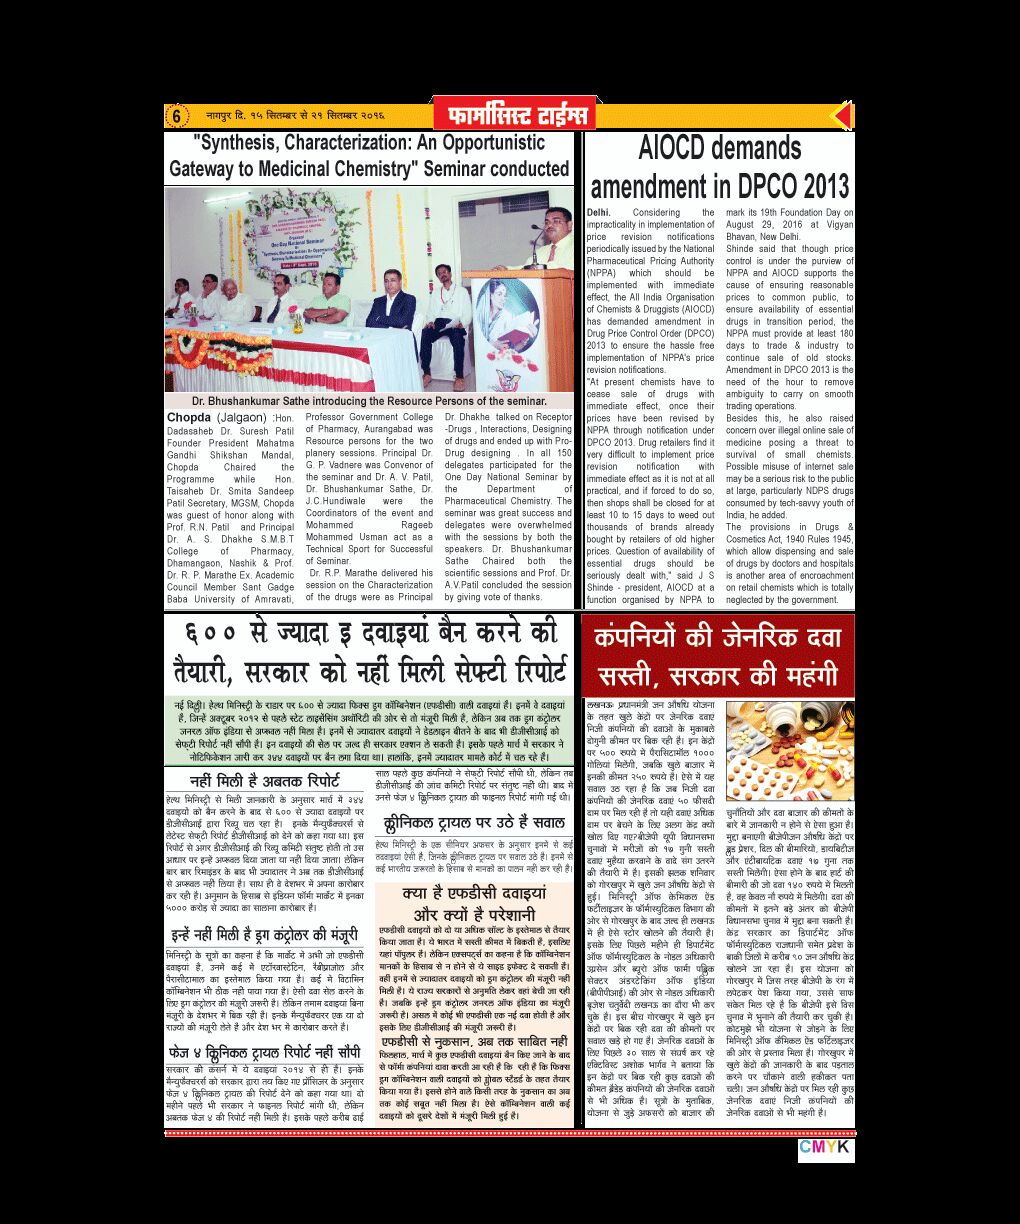 6
नागपुर दि. १५ सितम्बर से २१ सितम्बर २०१६
फार्मासिस्ट टाईम्स
"Synthesis, Characterization: An Opportunistic
Gateway to Medicinal Chemistry" Seminar conducted
Dr. Bhushankumar Sathe introducing the Resource Persons of the seminar.
Chopda (Jalgaon) :Hon.
Dadasaheb Dr. Suresh Patil
Founder President Mahatma
Gandhi Shikshan Mandal,
Chopda Chaired the
Programme while Hon.
Taisaheb Dr. Smita Sandeep
Patil Secretary, MGSM, Chopda
was guest of honor along with
Prof. R.N. Patil and Principal
Dr. A. S. Dhakhe S.M.B.T
College of Pharmacy,
Dhamangaon, Nashik & Prof.
Dr. R. P. Marathe Ex. Academic
Council Member Sant Gadge
Baba University of Amravati,
Professor Government College
of Pharmacy, Aurangabad was
Resource persons for the two
planery sessions. Principal Dr.
G. P. Vadnere was Convenor of
the seminar and Dr. A. V. Patil,
Dr. Bhushankumar Sathe, Dr.
J.C.Hundiwale were the
Coordinators of the event and
Mohammed Rageeb
Mohammed Usman act as a
Technical Sport for Successful
of Seminar.
Dr. R.P. Marathe delivered his
session on the Characterization
of the drugs were as Principal
Dr. Dhakhe talked on Receptor
-Drugs , Interactions, Designing
of drugs and ended up with Pro-
Drug designing . In all 150
delegates participated for the
One Day National Seminar by
the Department of
Pharmaceutical Chemistry. The
seminar was great success and
delegates were overwhelmed
with the sessions by both the
speakers. Dr. Bhushankumar
Sathe Chaired both the
scientific sessions and Prof. Dr.
A.V.Patil concluded the session
by giving vote of thanks.
AIOCD demands
amendment in DPCO 2013
Delhi. Considering the
impracticality in implementation of
price revision notifications
periodically issued by the National
Pharmaceutical Pricing Authority
(NPPA) which should be
implemented with immediate
effect, the All India Organisation
of Chemists & Druggists (AIOCD)
has demanded amendment in
Drug Price Control Order (DPCO)
2013 to ensure the hassle free
implementation of NPPA's price
revision notifications.
"At present chemists have to
cease sale of drugs with
immediate effect, once their
prices have been revised by
NPPA through notification under
DPCO 2013. Drug retailers find it
very difficult to implement price
revision notification with
immediate effect as it is not at all
practical, and if forced to do so,
then shops shall be closed for at
least 10 to 15 days to weed out
thousands of brands already
bought by retailers of old higher
prices. Question of availability of
essential drugs should be
seriously dealt with," said J S
Shinde - president, AIOCD at a
function organised by NPPA to
mark its 19th Foundation Day on
August 29, 2016 at Vigyan
Bhavan, New Delhi.
Shinde said that though price
control is under the purview of
NPPA and AIOCD supports the
cause of ensuring reasonable
prices to common public, to
ensure availability of essential
drugs in transition period, the
NPPA must provide at least 180
days to trade & industry to
continue sale of old stocks.
Amendment in DPCO 2013 is the
need of the hour to remove
ambiguity to carry on smooth
trading operations.
Besides this, he also raised
concern over illegal online sale of
medicine posing a threat to
survival of small chemists.
Possible misuse of internet sale
may be a serious risk to the public
at large, particularly NDPS drugs
consumed by tech-savvy youth of
India, he added.
The provisions in Drugs &
Cosmetics Act, 1940 Rules 1945,
which allow dispensing and sale
of drugs by doctors and hospitals
is another area of encroachment
on retail chemists which is totally
neglected by the government.
६०० से ज्यादा इ दवाइयां बैन करने की
तैयारी, सरकार को नहीं मिली सेफ्टी रिपोर्ट
नई दिल्ली। हेल्थ मिनिस्ट्री के राडार पर ६०० से ज्यादा फिक्स ड्रग कॉम्बिनेशन (एफडीसी) वाली दवाइयां हैं। इनमें वे दवाइयां
हैं, जिन्हें अक्टूबर २०१२ से पहले स्टेट लाइसेंसिंग अथॉरिटी की ओर से तो मंजूरी मिली है, लेकिन अब तक ड्रग कंट्रोलर
जनरल ऑफ इंडिया से अप्रूवल नहीं मिला है। इनमें से ज्यादातर दवाइयों ने डेडलाइन बीतने के बाद भी डीजीसीआई को
सेफ्टी रिपोर्ट नहीं सौंपी है। इन दवाइयों की सेल पर जल्द ही सरकार एक्शन ले सकती है। इसके पहले मार्च में सरकार ने
नोटिफिकेशन जारी कर ३४४ दवाइयों पर बैन लगा दिया था। हालांकि, इनमें ज्यादातर मामले कोर्ट में चल रहे हैं।
नहीं मिली है अबतक रिपोर्ट
हेल्थ मिनिस्ट्री से मिली जानकारी के अनुसार मार्च में ३४४
दवाइयों को बैन करने के बाद से ६०० से ज्यादा दवाइयों पर
डीजीसीआई द्वारा रिव्यू चल रहा है। इनके मैन्युफैक्चरर्स से
लेटेस्ट सेफ्टी रिपोर्ट डीजीसीआई को देने को कहा गया था। इस
रिपोर्ट से अगर डीजीसीआई की रिव्यू कमिटी संतुष्ट होती तो उस
आधार पर इन्हें अप्रूवल दिया जाता या नहीं दिया जाता। लेकिन
बार बार रिमाइंडर के बाद भी ज्यादातर ने अब तक डीजीसीआई
से अप्रूवल नहीं लिया है। साथ ही वे देशभर में अपना कारोबार
कर रही हैं। अनुमान के हिसाब से इंडियन फॉर्मा मार्केट में इनका
५००० करोड़ से ज्यादा का सालाना कारोबार है।
इन्हें नहीं मिली है ड्रग कंट्रोलर की मंजूरी
मिनिस्ट्री के सूत्रों का कहना है कि मार्केट में अभी जो एफडीसी
दवाइयां है, उनमें कई में एटॉरवास्टेटिन, रैबीप्राजोल और
पैरासीटामाल का इस्तेमाल किया गया है। कई में विटामिन
कॉम्बिनेशन भी ठीक नहीं पाया गया है। ऐसी दवा सेल करने के
लिए ड्रग कंट्रोलर की मंजूरी जरूरी है। लेकिन तमाम दवाइयां बिना
मंजूरी के देशभर में बिक रही हैं। इनके मैन्युफैक्चरर एक या दो
राज्यों की मंजूरी लेते है और देश भर में कारोबार करते हैं।
फेज ४ क्लिनिकल ट्रायल रिपोर्ट नहीं सौंपी
सरकार की कंसर्न में ये दवाइयां २०१४ से ही हैं। इनके
मैन्युफैक्चरर्स को सरकार द्वारा तय किए गए प्रोसिजर के अनुसार
फेज ४ क्लिनिकल ट्रायल की रिपोर्ट देने को कहा गया था। दो
महीने पहले भी सरकार ने फाइनल रिपोर्ट मांगी थी, लेकिन
अबतक फेज ४ की रिपोर्ट नहीं मिली है। इसके पहले करीब ढाई
साल पहले कुछ कंपनियों ने सेफ्टी रिपोर्ट सौंपी थी, लेकिन तब
डीजीसीआई की जांच कमिटी रिपोर्ट पर संतुष्ट नहीं थी। बाद में
उनसे फेज ४ क्लिनिकल ट्रायल की फाइनल रिपोर्ट मांगी गई थी।
क्लीनिकल ट्रायल पर उठे हैं सवाल
हेल्थ मिनिस्ट्री के एक सीनियर अफसर के अनुसार इनमें से कई
तदवाइयां ऐसी हैं, जिनके क्लीनिकल ट्रायल पर सवाल उठे हैं। इनमें से
कई भारतीय जरूरतों के हिसाब से मानकों का पालन नहीं कर रही हैं।
क्या है एफडीसी दवाइयां
और क्यों है परेशानी
एफडीसी दवाइयों को दो या अधिक सॉल्ट के इस्तेमाल से तैयार
किया जाता है। ये भारत में सस्ती कीमत में बिकती हैं, इसलिए
यहां पॉपुलर हैं। लेकिन एक्सपर्ट्स का कहना है कि कॉम्बिनेशन
मानकों के हिसाब से न होने से ये साइड इफेक्ट दे सकती हैं।
वहीं इनमें से ज्यादातर दवाइयों को ड्रग कंट्रोलर की मंजूरी नहीं
मिली है। ये राज्य सरकारों से अनुमति लेकर वहां बेची जा रही
हैं। जबकि इन्हें ड्रग कंट्रोलर जनरल ऑफ इंडिया का मंजूरी
जरूरी है। असल में कोई भी एफडीसी एक नई दवा होती है और
इसके लिए डीजीसीआई की मंजूरी जरूरी है।
एफडीसी से नुकसान, अब तक साबित नहीं
फिलहाल, मार्च में कुछ एफडीसी दवाइयां बैन किए जाने के बाद
से फॉर्मा कंपनियां दावा करती आ रही हैं कि रही हैं कि फिक्स
ड्रग कॉम्बिनेशन वाली दवाइयों को ग्लोबल स्टैंडर्ड के तहत तैयार
किया गया है। इससे होने वाले किसी तरह के नुकसान का अब
तक कोई सबूत नहीं मिला है। ऐसे कॉम्बिनेशन वाली कई
दवाइयों को दूसरे देशों में मंजूरी मिली हुई है।
कंपनियों की जेनरिक दवा
सस्ती, सरकार की महंगी
लखनऊः प्रधानमंत्री जन औषधि योजना
के तहत खुले केंद्रों पर जेनरिक दवाएं
निजी कंपनियों की दवाओं के मुकाबले
दोगुनी कीमत पर बिक रही हैं। इन केंद्रों
पर ५०० रुपये में पैरासिटामॉल १०००
गोलियां मिलेगी, जबकि खुले बाजार में
इनकी कीमत २५० रुपये है। ऐसे में यह
सवाल उठ रहा है कि जब निजी दवा
कंपनियों की जेनरिक दवाएं ५० फीसदी
दाम पर मिल रही हैं तो यही दवाएं अधिक
दाम पर बेचने के लिए अलग केंद्र क्यों
खोल दिए गए?बीजेपी यूपी विधानसभा
चुनावों में मरीजों को १७ गुनी सस्ती
दवाएं मुहैया करवाने के वादे संग उतरने
की तैयारी में है। इसकी झलक शनिवार
को गोरखपुर में खुले जन औषधि केंद्रों से
हुई। मिनिस्ट्री ऑफ केमिकल ऐंड
फर्टीलाइजर के फॉर्मास्युटिकल विभाग की
ओर से गोरखपुर के बाद जल्द ही लखनऊ
में ही ऐसे स्टोर खोलने की तैयारी है।
इसके लिए पिछले महीने ही डिपार्टमेंट
ऑफ फॉर्मास्युटिकल के नोडल अधिकारी
उग्रसेन और ब्यूरो ऑफ फार्मा पब्लिक
सेक्टर अंडरटेकिंग ऑफ इंडिया
(बीपीपीआई) की ओर से नोडल अधिकारी
बृजेश चतुर्वेदी लखनऊ का दौरा भी कर
चुके हैं। इस बीच गोरखपुर में खुले इन
केंद्रों पर बिक रही दवा की कीमतों पर
सवाल खड़े हो गए हैं। जेनरिक दवाओं के
लिए पिछले ३० साल से संघर्ष कर रहे
एक्टिविस्ट अशोक भार्गव ने बताया कि
इन केंद्रों पर बिक रही कुछ दवाओं की
कीमत ब्रैंडेड कंपनियों की जेनरिक दवाओं
से भी अधिक है। सूत्रों के मुताबिक,
योजना से जुड़े अफसरों को बाजार की
चुनौतियों और दवा बाजार की कीमतों के
बारे में जानकारी न होने से ऐसा हुआ है।
मुद्दा बनाएगी बीजेपीजन औषधि केंद्रों पर
ब्लड प्रेशर, दिल की बीमारियां, डायबिटीज
और एंटीबायटिक दवाएं १७ गुना तक
सस्ती मिलेंगी। ऐसा होने के बाद हार्ट की
बीमारी की जो दवा १४० रुपये में मिलती
है, वह केवल नौ रुपये में मिलेगी। दवा की
कीमतों में इतने बड़े अंतर को बीजेपी
विधानसभा चुनाव में मुद्दा बना सकती है।
केंद्र सरकार का डिपार्टमेंट ऑफ
फॉर्मास्युटिकल राजधानी समेत प्रदेश के
बाकी जिलों में करीब ९० जन औषधि केंद्र
खोलने जा रहा है। इस योजना को
गोरखपुर में जिस तरह बीजेपी के रंग में
लपेटकर पेश किया गया, उससे साफ
संकेत मिल रहे हैं कि बीजेपी इसे विस
चुनाव में भुनाने की तैयारी कर चुकी है।
कोटमुझे भी योजना से जोड़ने के लिए
मिनिस्ट्री ऑफ केमिकल ऐंड फर्टिलाइजर
की ओर से प्रस्ताव मिला है। गोरखपुर में
खुले केंद्रों की जानकारी के बाद पड़ताल
करने पर चौंकाने वाली हकीकत पता
चली। जन औषधि केंद्रों पर मिल रही कुछ
जेनरिक दवाएं निजी कंपनियों की
जेनरिक दवाओं से भी महंगी है।
CMYK